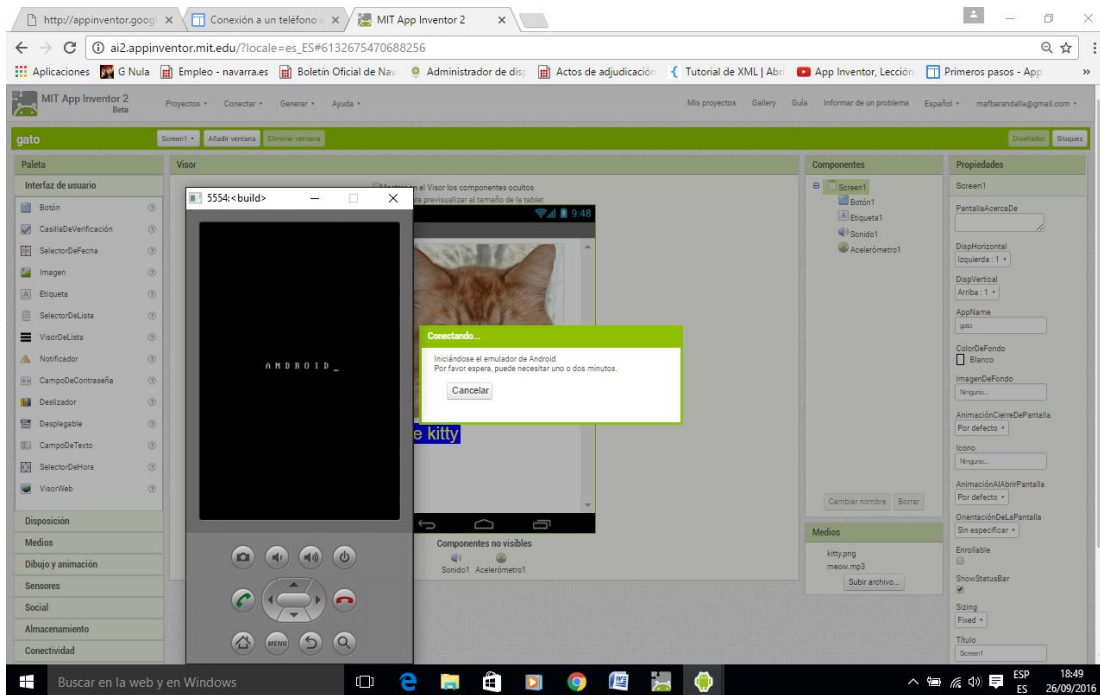 http://appinventor.goog
Conexión a un teléfono
MIT App Inventor 2
ai2.appinventor.mit.edu/?locale=es_ES#6132675470688256
Aplicaciones
G Nula
Empleo - navarra.es
Boletín Oficial de Nav
Administrador de disp
Actos de adjudicación
Tutorial de XML | Abri
App Inventor, Lección
Primeros pasos - App
»
MIT App Inventor 2
Beta
Proyectos
Conectar
Generar
Ayuda
Mis proyectos
Gallery
Guía
Informar de un problema
Español
mafbarandalla@gmail.com
gato
Screen1
Añadir ventana
Eliminar ventana
Diseñador
Bloques
Paleta
Interfaz de usuario
Botón
CasillaDeVerificación
SelectorDeFecha
Imagen
Etiqueta
SelectorDeLista
VisorDeLista
Notificador
CampoDeContraseña
Deslizador
Desplegable
CampoDeTexto
SelectorDeHora
VisorWeb
Disposición
Medios
Dibujo y animación
Sensores
Social
Almacenamiento
Conectividad
Visor
en el Visor los componentes ocultos
ra previsualizar al tamaño de la tablet
9:48
5554:<build>
ANDROID_
MENU
Conectando...
Iniciándose el emulador de Android
Por favor espera, puede necesitar uno o dos minutos.
Cancelar
e kitty
Componentes no visibles
Sonido1 Acelerómetro1
Componentes
Screen1
Botón1
Etiqueta1
Sonido1
Acelerómetro1
Cambiar nombre
Borrar
Medios
kitty.png
meow.mp3
Subir archivo...
Propiedades
Screen1
PantallaAcercaDe
DispHorizontal
Izquierda : 1
DispVertical
Arriba : 1
AppName
gato
ColorDeFondo
Blanco
ImagenDeFondo
Ninguno...
AnimaciónCierreDePantalla
Por defecto
Icono
Ninguno...
AnimaciónAlAbrirPantalla
Por defecto
OrientaciónDeLaPantalla
Sin especificar
Enrollable
ShowStatusBar
Sizing
Fixed
Título
Screen1
Buscar en la web y en Windows
ESP
ES
18:49
26/09/2016